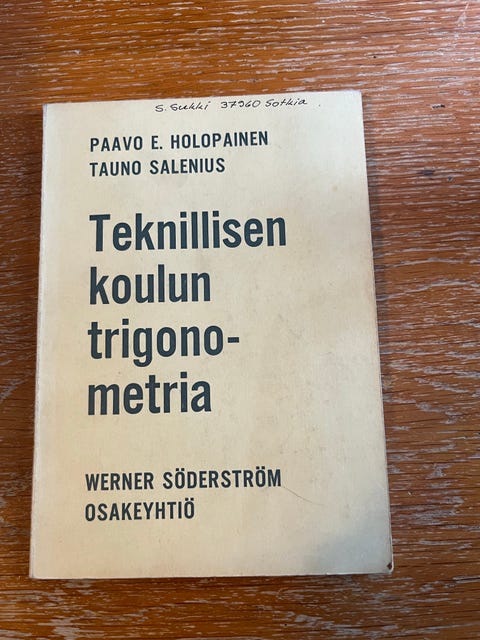 S. Sukki 37960 Sotkia
PAAVO E. HOLOPAINEN
TAUNO SALENIUS
Teknillisen
koulun
trigono-
metria
WERNER SÖDERSTRÖM
OSAKEYHTIÖ